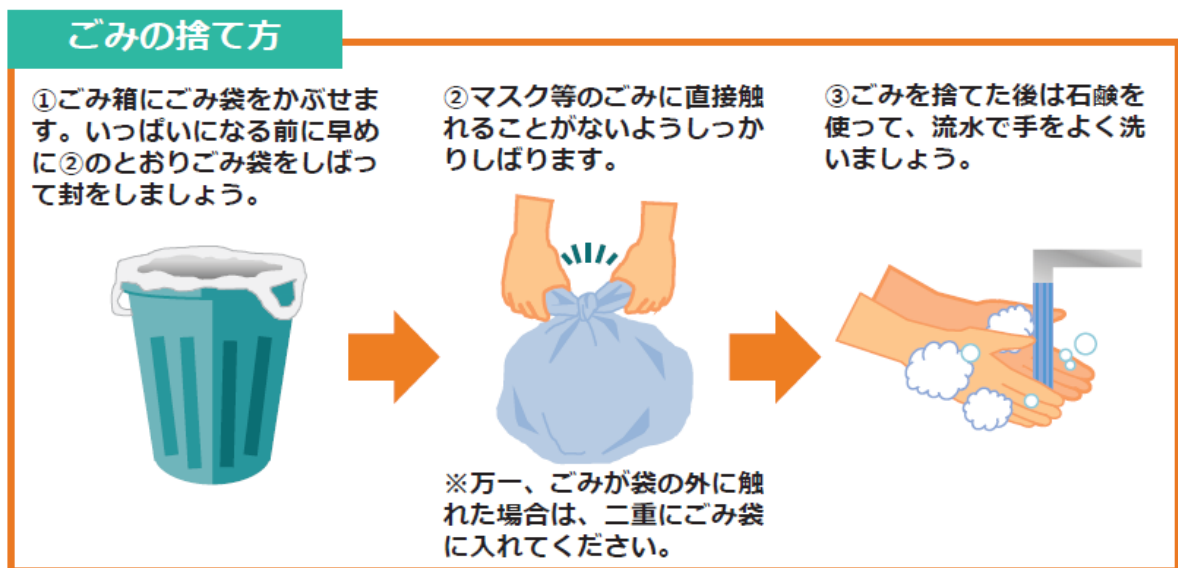 ごみの捨て方
①ごみ箱にごみ袋をかぶせま
す。いっぱいになる前に早め
に②のとおりごみ袋をしばっ
て封をしましょう。
②マスク等のごみに直接触
れることがないようしっか
りしばります。
※万一、ごみが袋の外に触
れた場合は、二重にごみ袋
に入れてください。
③ごみを捨てた後は石鹸を
使って、流水で手をよく洗
いましょう。